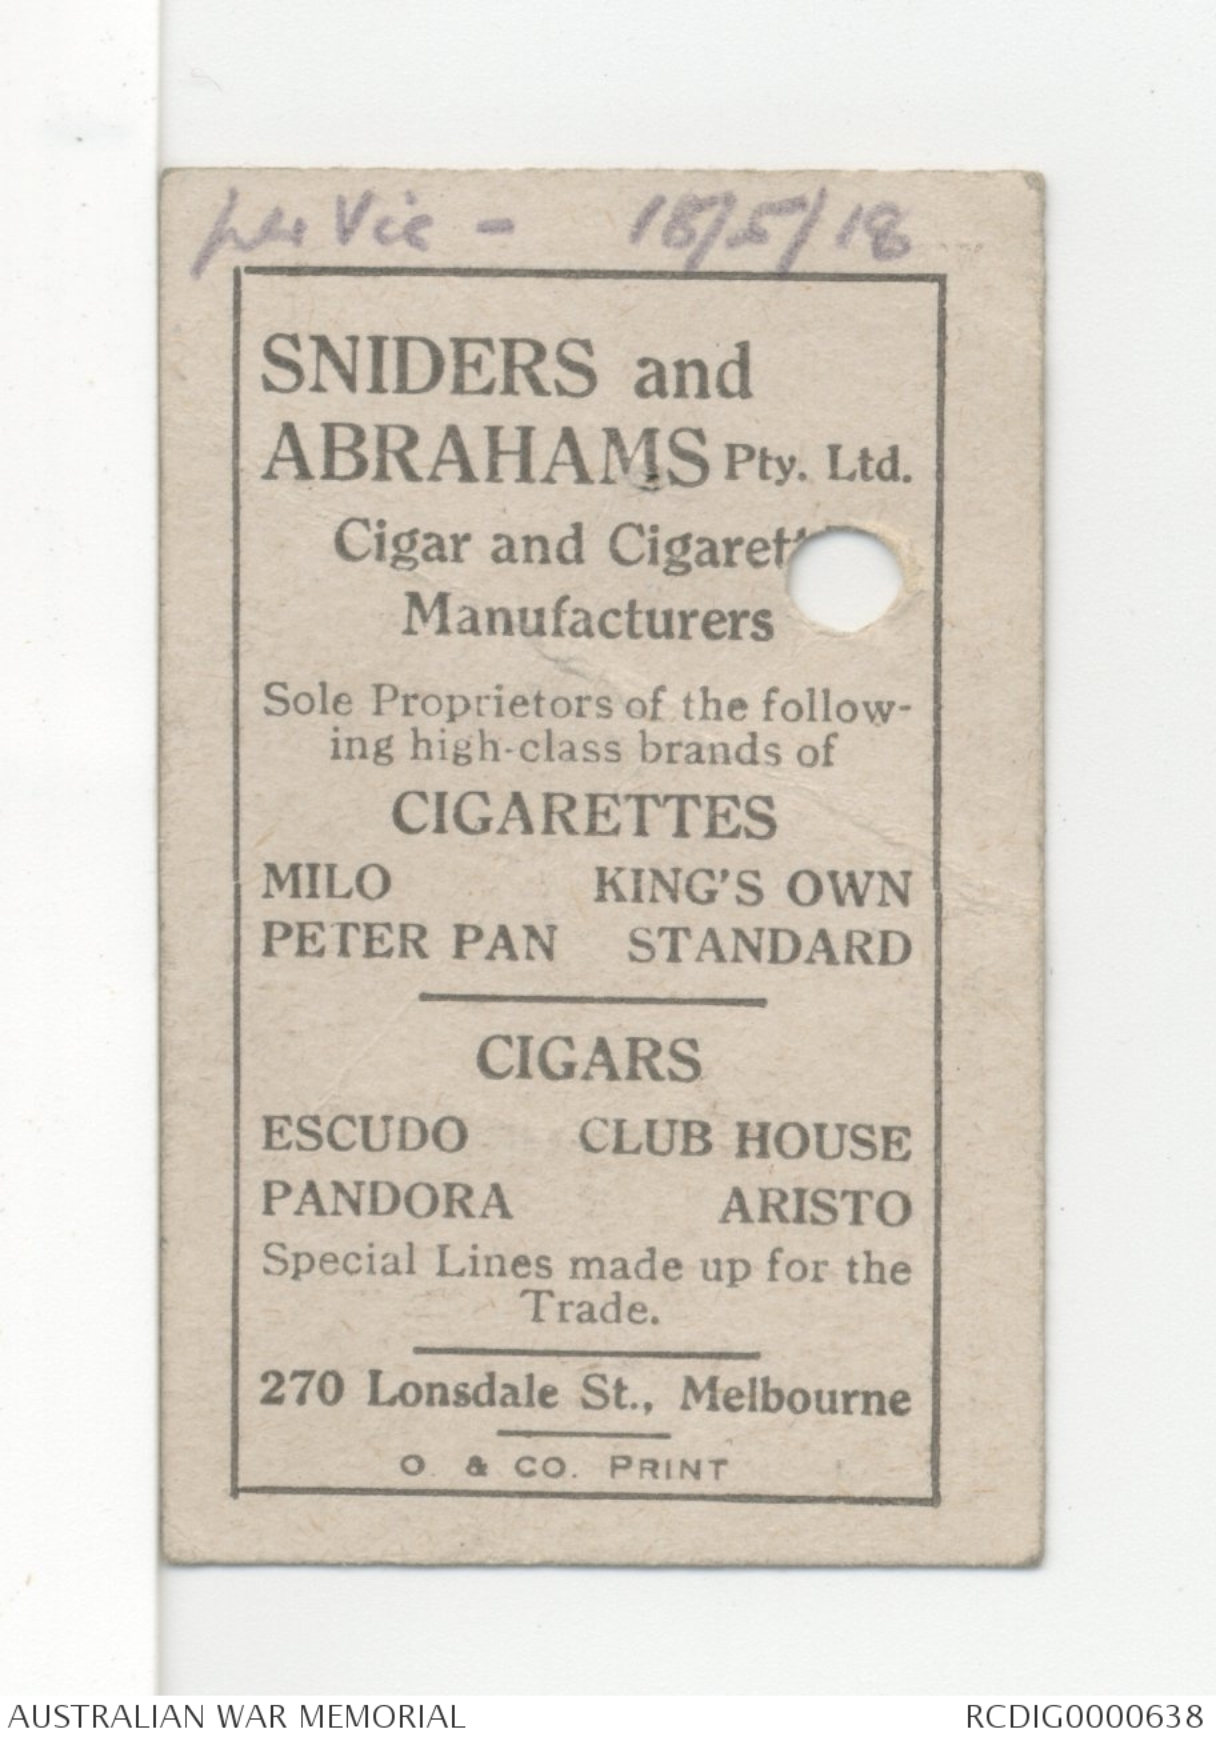 per Vic - 18/5/18
SNIDERS and
ABRAHAMS Pty. Ltd.
Cigar and Cigarett
Manufacturers
Sole Proprietors of the follow-
ing high-class brands of
CIGARETTES
MILO KING'S OWN
PETER PAN STANDARD
CIGARS
ESCUDO CLUB HOUSE
PANDORA ARISTO
Special Lines made up for the
Trade.
270 Lonsdale St., Melbourne
O. & CO. PRINT
AUSTRALIAN WAR MEMORIAL RCDIG0000638